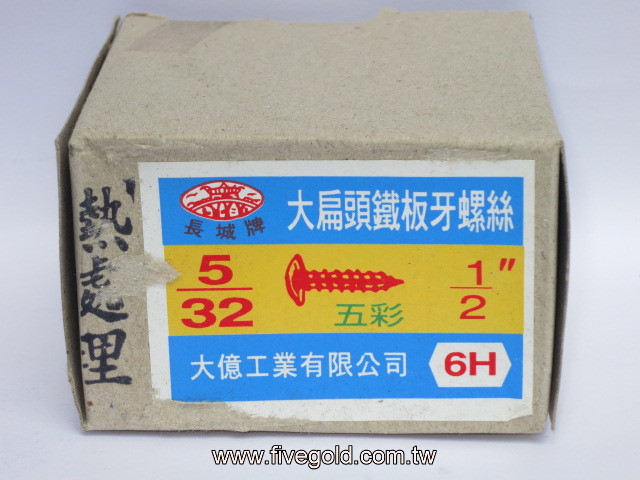 熱處理
長城牌
大扁頭鐵板牙螺絲
5/32
五彩
1/2"
大億工業有限公司
6H
www.fivegold.com.tw